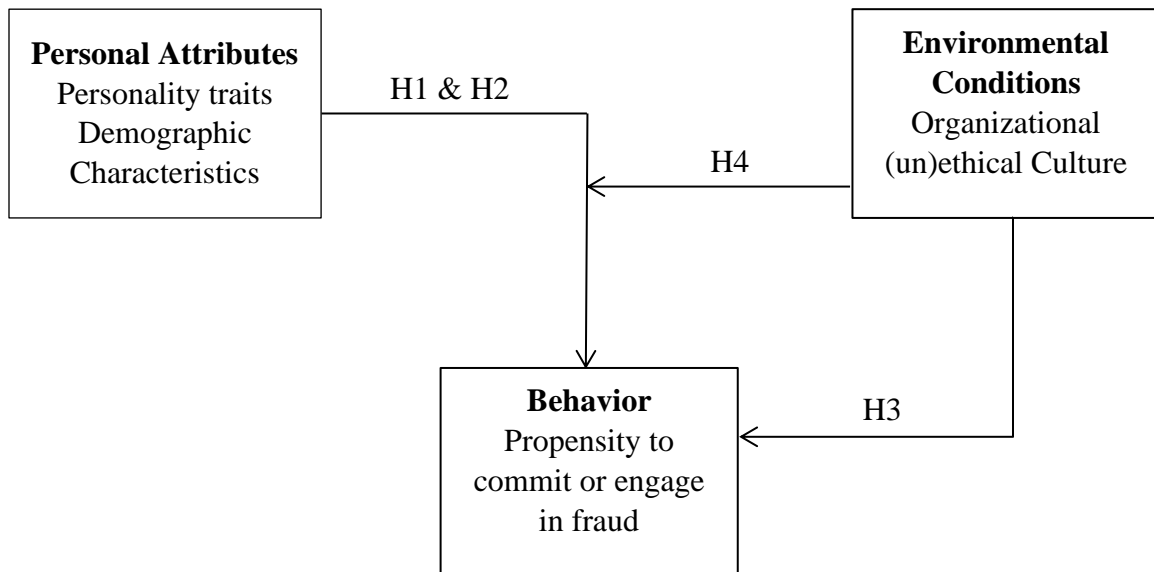 Personal Attributes
Personality traits
Demographic
Characteristics
H1 & H2
Environmental
Conditions
Organizational
(un)ethical Culture
H4
H3
Behavior
Propensity to
commit or engage
in fraud